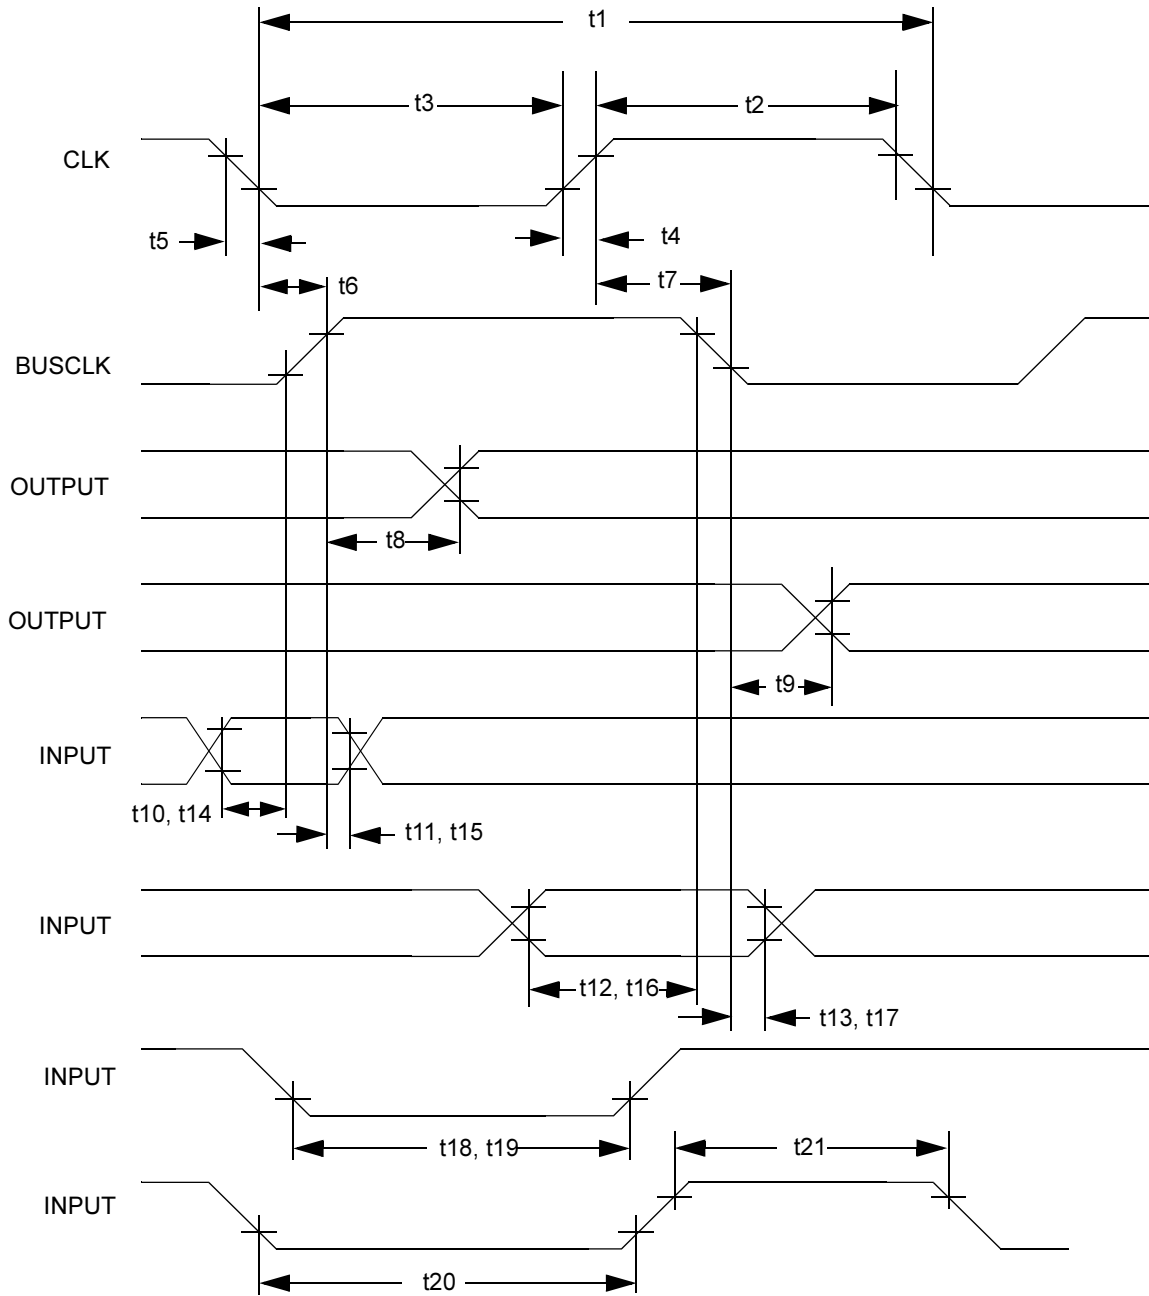 t1
t3
t2
CLK
t5
t4
t6
t7
BUSCLK
OUTPUT
t8
OUTPUT
t9
INPUT
t10, t14
t11, t15
INPUT
t12, t16
t13, t17
INPUT
t18, t19
t21
INPUT
t20